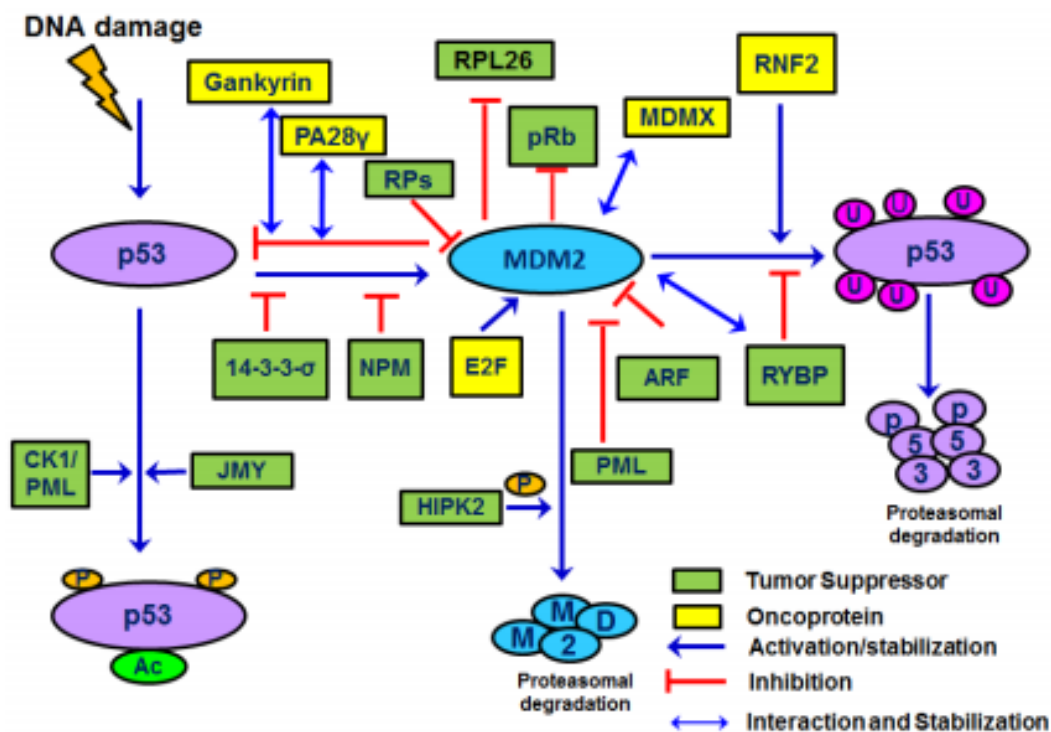 DNA damage
Gankyrin
PA28γ
RPs
RPL26
pRb
MDMX
RNF2
p53
MDM2
U
U
U
p53
U
U
U
14-3-3-σ
NPM
E2F
ARF
RYBP
CK1/
PML
JMY
HIPK2
P
PML
p
p
5
5
3
3
Proteasomal
degradation
P
P
p53
Ac
M
D
M
2
Proteasomal
degradation
Tumor Suppressor
Oncoprotein
Activation/stabilization
Inhibition
Interaction and Stabilization